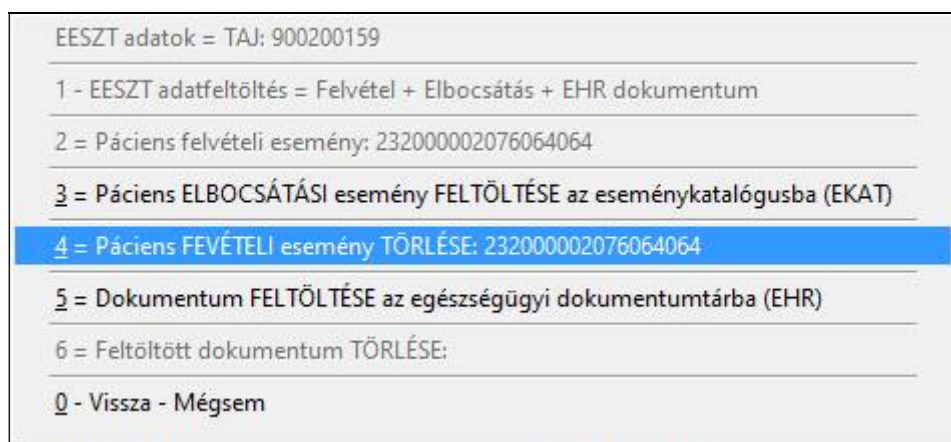 EESZT adatok = TAJ: 900200159
1 - EESZT adatfeltöltés = Felvétel + Elbocsátás + EHR dokumentum
2 = Páciens felvételi esemény: 232000002076064064
3 = Páciens ELBOCSÁTÁSI esemény FELTÖLTÉSE az eseménykatalógusba (EKAT)
4 = Páciens FEVÉTELI esemény TÖRLÉSE: 232000002076064064
5 = Dokumentum FELTÖLTÉSE az egészségügyi dokumentumtárba (EHR)
6 = Feltöltött dokumentum TÖRLÉSE:
0 - Vissza - Mégsem